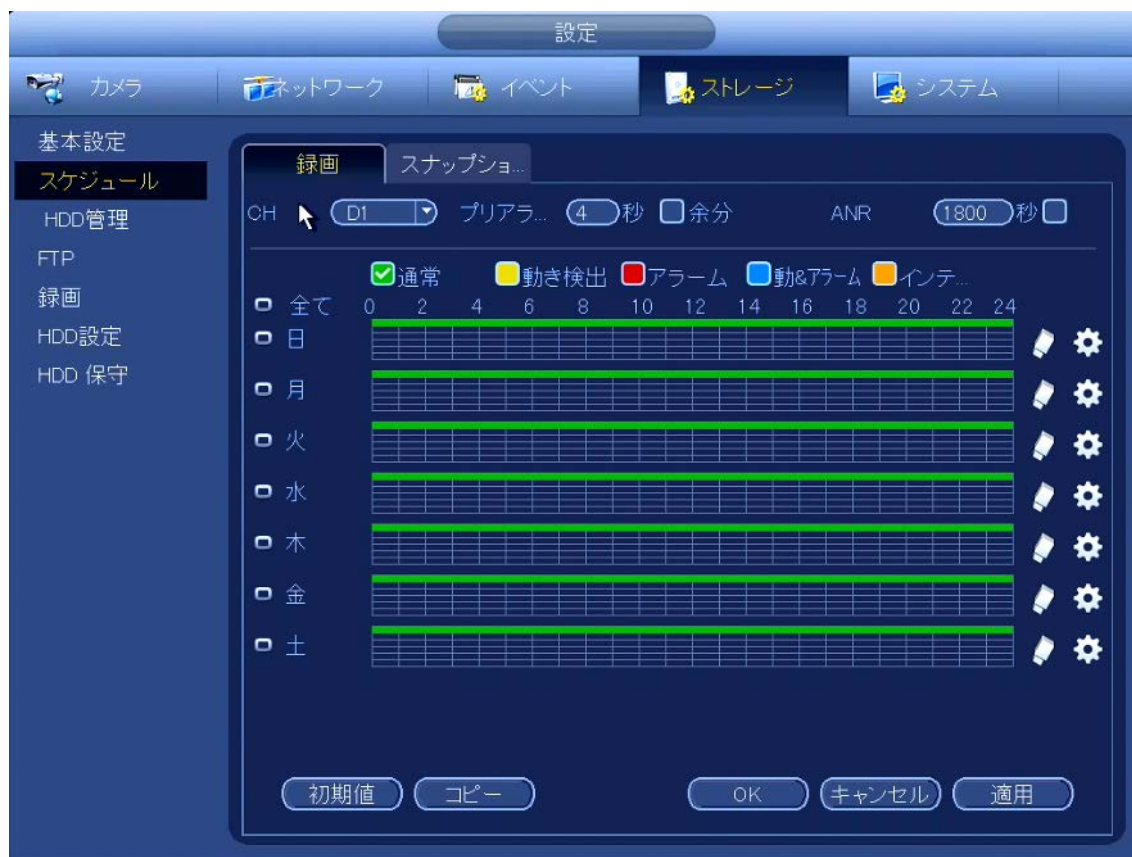 設定
カメラ ネットワーク イベント ストレージ システム
基本設定
スケジュール
HDD管理
FTP
録画
HDD設定
HDD 保守
録画 スナップショ...
CH D1 プリアラ... 4 秒 余分 ANR 1800 秒
通常 動き検出 アラーム 動&アラーム インテ...
全て 0 2 4 6 8 10 12 14 16 18 20 22 24
日
月
火
水
木
金
土
初期値 コピー OK キャンセル 適用